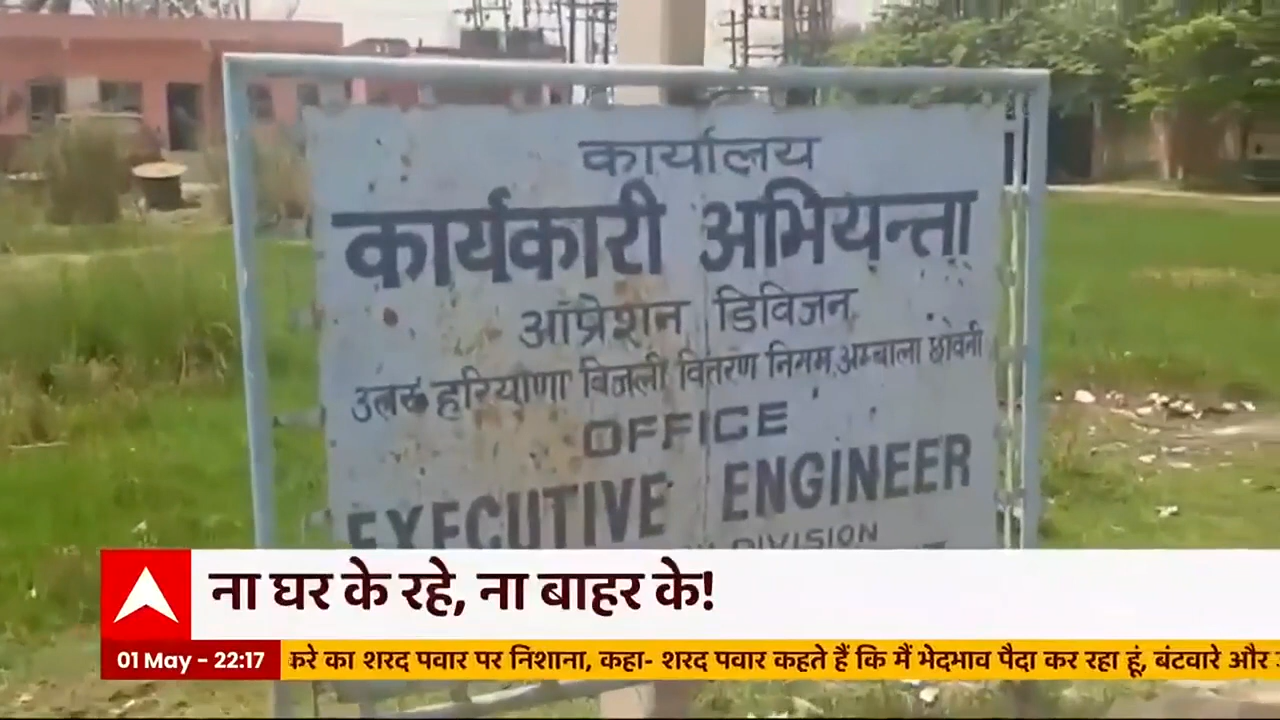 कार्यालय
कार्यकारी अभियन्ता
ऑप्रेशन डिविजन
उत्तर हरियाणा बिजली वितरण निगम, अम्बाला छावनी
OFFICE
EXECUTIVE ENGINEER
DIVISION
ना घर के रहे, ना बाहर के!
01 May - 22:17
करे का शरद पवार पर निशाना, कहा- शरद पवार कहते हैं कि मैं भेदभाव पैदा कर रहा हूं, बंटवारे और